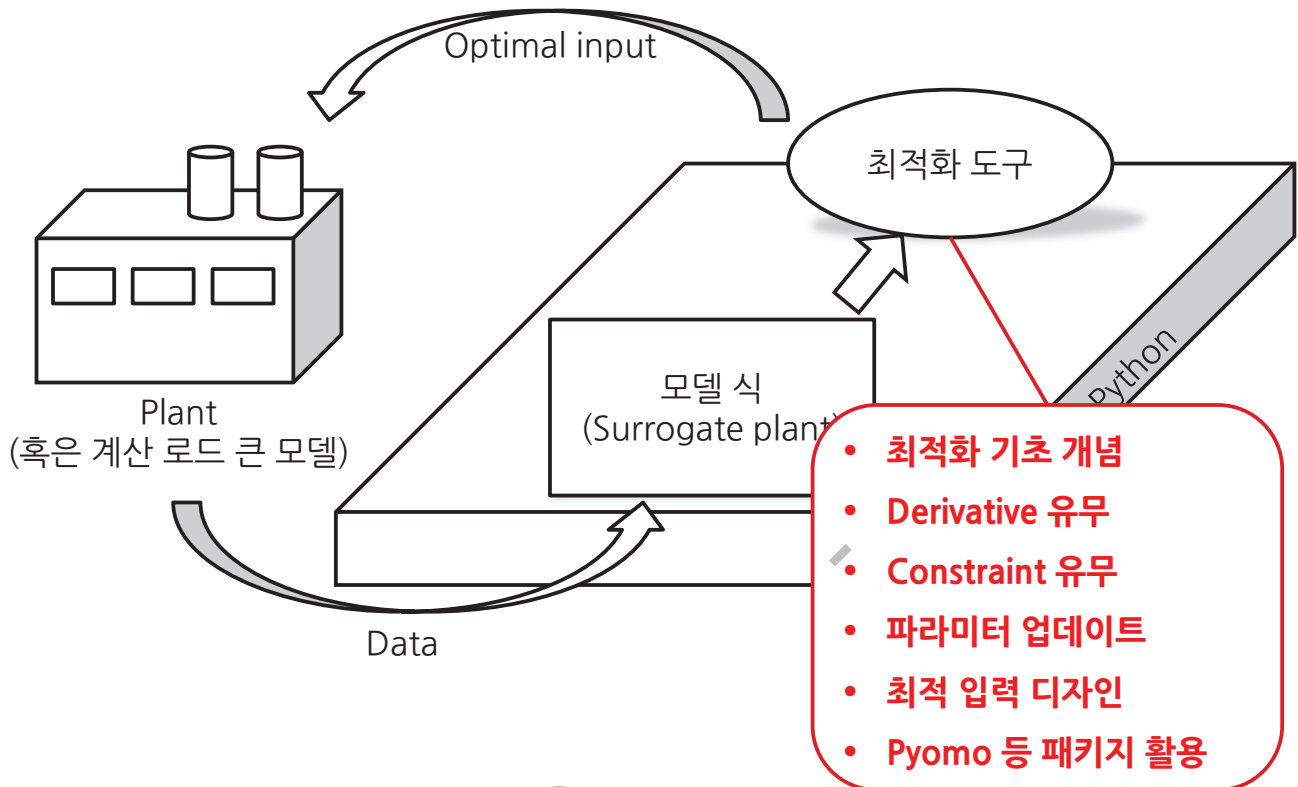 Optimal input
최적화 도구
Plant
(혹은 계산 로드 큰 모델)
모델 식
(Surrogate plant)
Python
Data
• 최적화 기초 개념
• Derivative 유무
• Constraint 유무
• 파라미터 업데이트
• 최적 입력 디자인
• Pyomo 등 패키지 활용